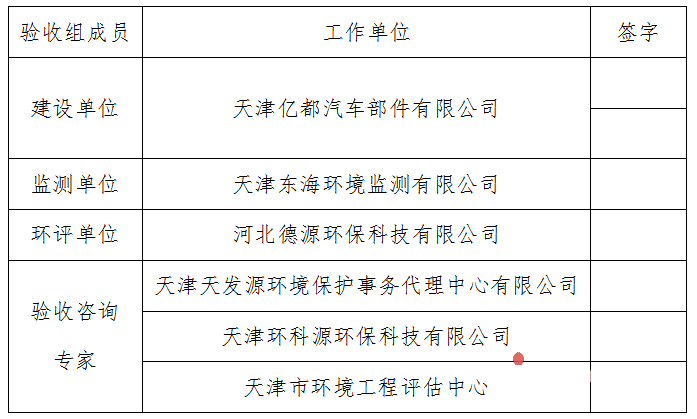 验收组成员 工作单位 签字
建设单位 天津亿都汽车部件有限公司
监测单位 天津东海环境监测有限公司
环评单位 河北德源环保科技有限公司
验收咨询
专家
天津天发源环境保护事务代理中心有限公司
天津环科源环保科技有限公司
天津市环境工程评估中心